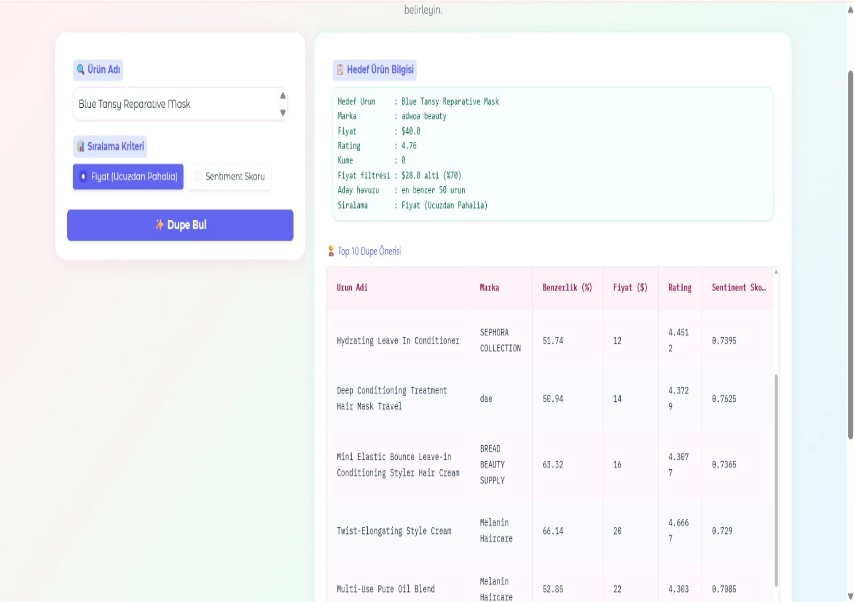 belirleyin.
Ürün Adı
Blue Tansy Reparative Mask
Sıralama Kriteri
Fiyat (Ucuzdan Pahalia)
Sentiment Skoru
✨ Dupe Bul
Hedef Ürün Bilgisi
Hedef Urun : Blue Tansy Reparative Mask
Marka : adwoa beauty
Fiyat : $40.0
Rating : 4.76
Kume : 0
Fiyat filtresi : $28.0 alti (%70)
Aday havuzu : en benzer 50 urun
Siralama : Fiyat (Ucuzdan Pahalia)
Top 10 Dupe Önerisi
Urun Adi Marka Benzerlik (%) Fiyat ($) Rating Sentiment Sko…
Hydrating Leave In Conditioner SEPHORA COLLECTION 51.74 12 4.4512 0.7395
Deep Conditioning Treatment Hair Mask Travel dae 50.94 14 4.3729 0.7625
Mini Elastic Bounce Leave-in Conditioning Styler Hair Cream BREAD BEAUTY SUPPLY 63.32 16 4.3077 0.7365
Twist-Elongating Style Cream Melanin Haircare 66.14 20 4.6667 0.729
Multi-Use Pure Oil Blend Melanin Haircare 52.85 22 4.303 0.7085